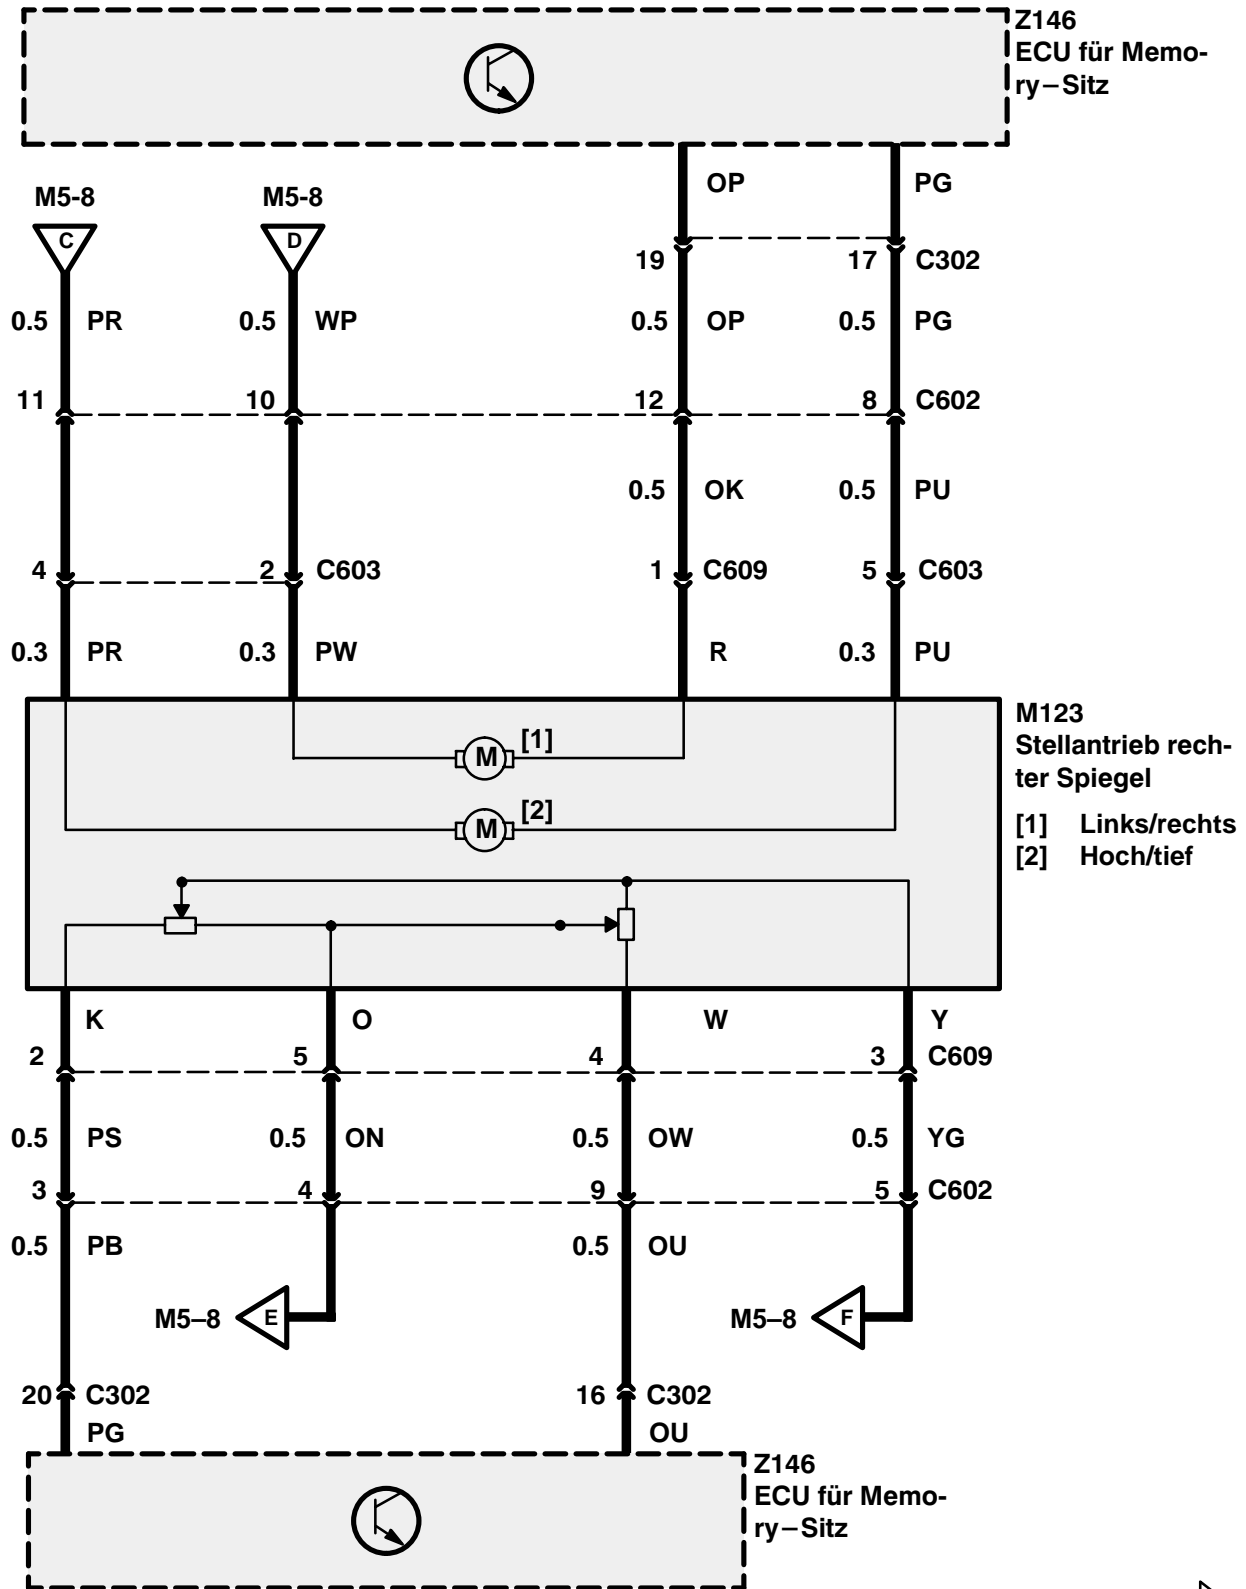 Z146
ECU für Memo-
ry–Sitz
OP PG
M5-8 M5-8
C D
19 17 C302
0.5 PR 0.5 WP 0.5 OP 0.5 PG
11 10 12 8 C602
0.5 OK 0.5 PU
4 2 C603 1 C609 5 C603
0.3 PR 0.3 PW R 0.3 PU
M123
Stellantrieb rech-
ter Spiegel
[1] Links/rechts
[2] Hoch/tief
M [1]
M [2]
K O W Y
2 5 4 3 C609
0.5 PS 0.5 ON 0.5 OW 0.5 YG
3 4 9 5 C602
0.5 PB 0.5 OU
M5–8 E M5–8 F
20 C302 16 C302
PG OU
Z146
ECU für Memo-
ry–Sitz